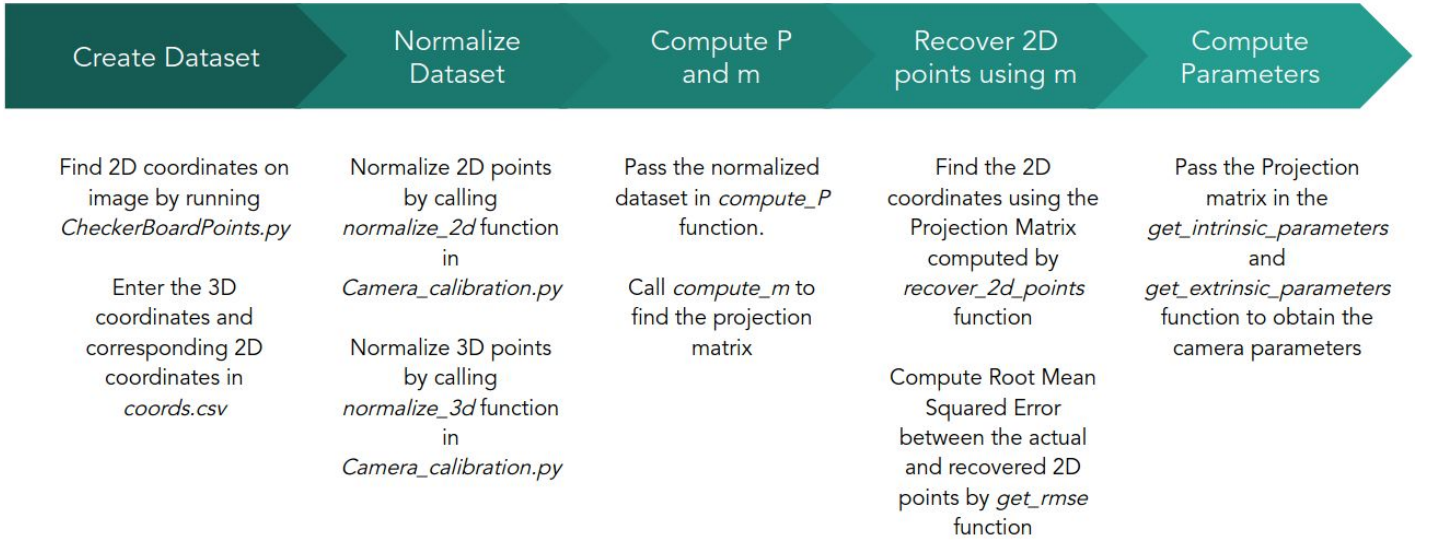 Create Dataset
Normalize
Dataset
Compute P
and m
Recover 2D
points using m
Compute
Parameters
Find 2D coordinates on
image by running
CheckerBoardPoints.py
Enter the 3D
coordinates and
corresponding 2D
coordinates in
coords.csv
Normalize 2D points
by calling
normalize_2d function
in
Camera_calibration.py
Normalize 3D points
by calling
normalize_3d function
in
Camera_calibration.py
Pass the normalized
dataset in compute_P
function.
Call compute_m to
find the projection
matrix
Find the 2D
coordinates using the
Projection Matrix
computed by
recover_2d_points
function
Compute Root Mean
Squared Error
between the actual
and recovered 2D
points by get_rmse
function
Pass the Projection
matrix in the
get_intrinsic_parameters
and
get_extrinsic_parameters
function to obtain the
camera parameters